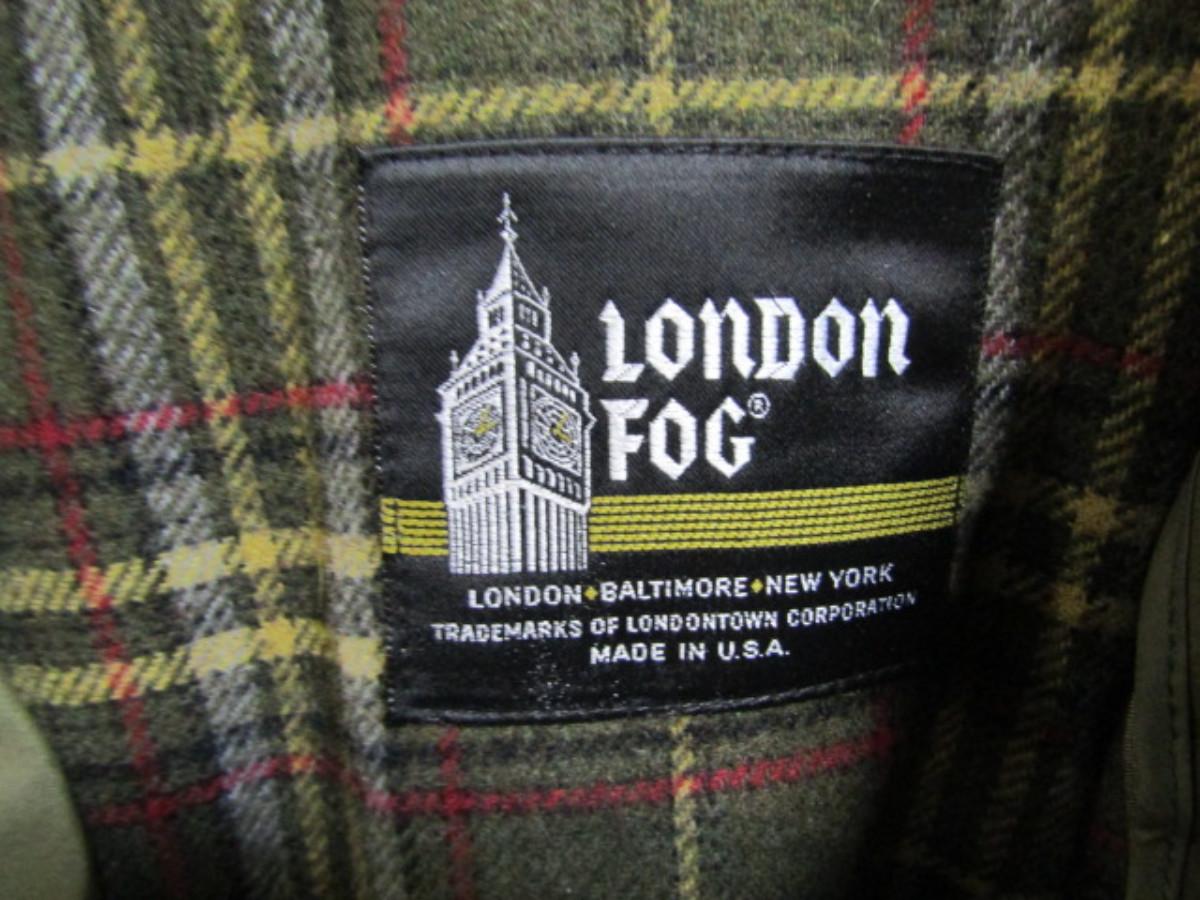 LONDON
FOG®
LONDON♦BALTIMORE♦NEW YORK
TRADEMARKS OF LONDONTOWN CORPORATION
MADE IN U.S.A.